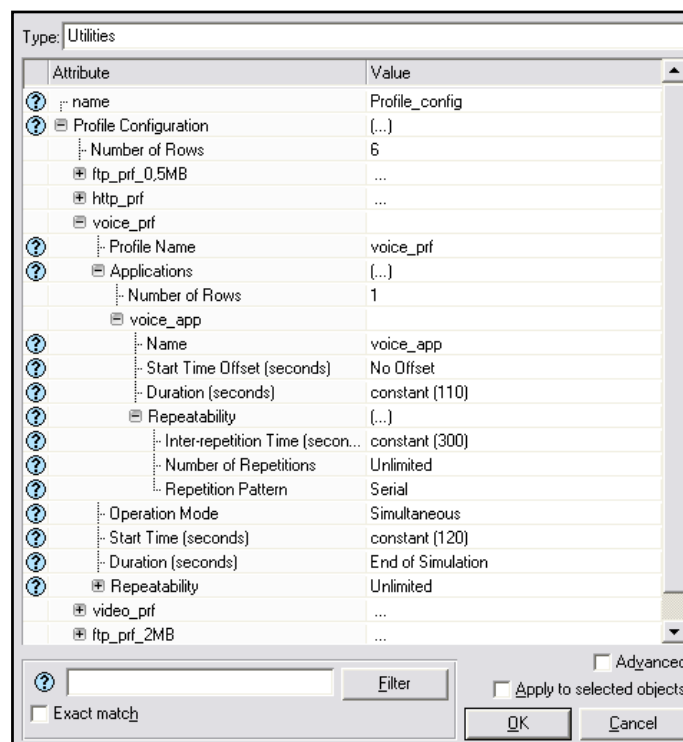 Type: Utilities
Attribute Value
name Profile_config
Profile Configuration (...)
Number of Rows 6
ftp_prf_0,5MB ...
http_prf ...
voice_prf
Profile Name voice_prf
Applications (...)
Number of Rows 1
voice_app
Name voice_app
Start Time Offset (seconds) No Offset
Duration (seconds) constant (110)
Repeatability (...)
Inter-repetition Time (secon... constant (300)
Number of Repetitions Unlimited
Repetition Pattern Serial
Operation Mode Simultaneous
Start Time (seconds) constant (120)
Duration (seconds) End of Simulation
Repeatability Unlimited
video_prf ...
ftp_prf_2MB ...
Advanced
Filter
Apply to selected objects
Exact match
OK Cancel